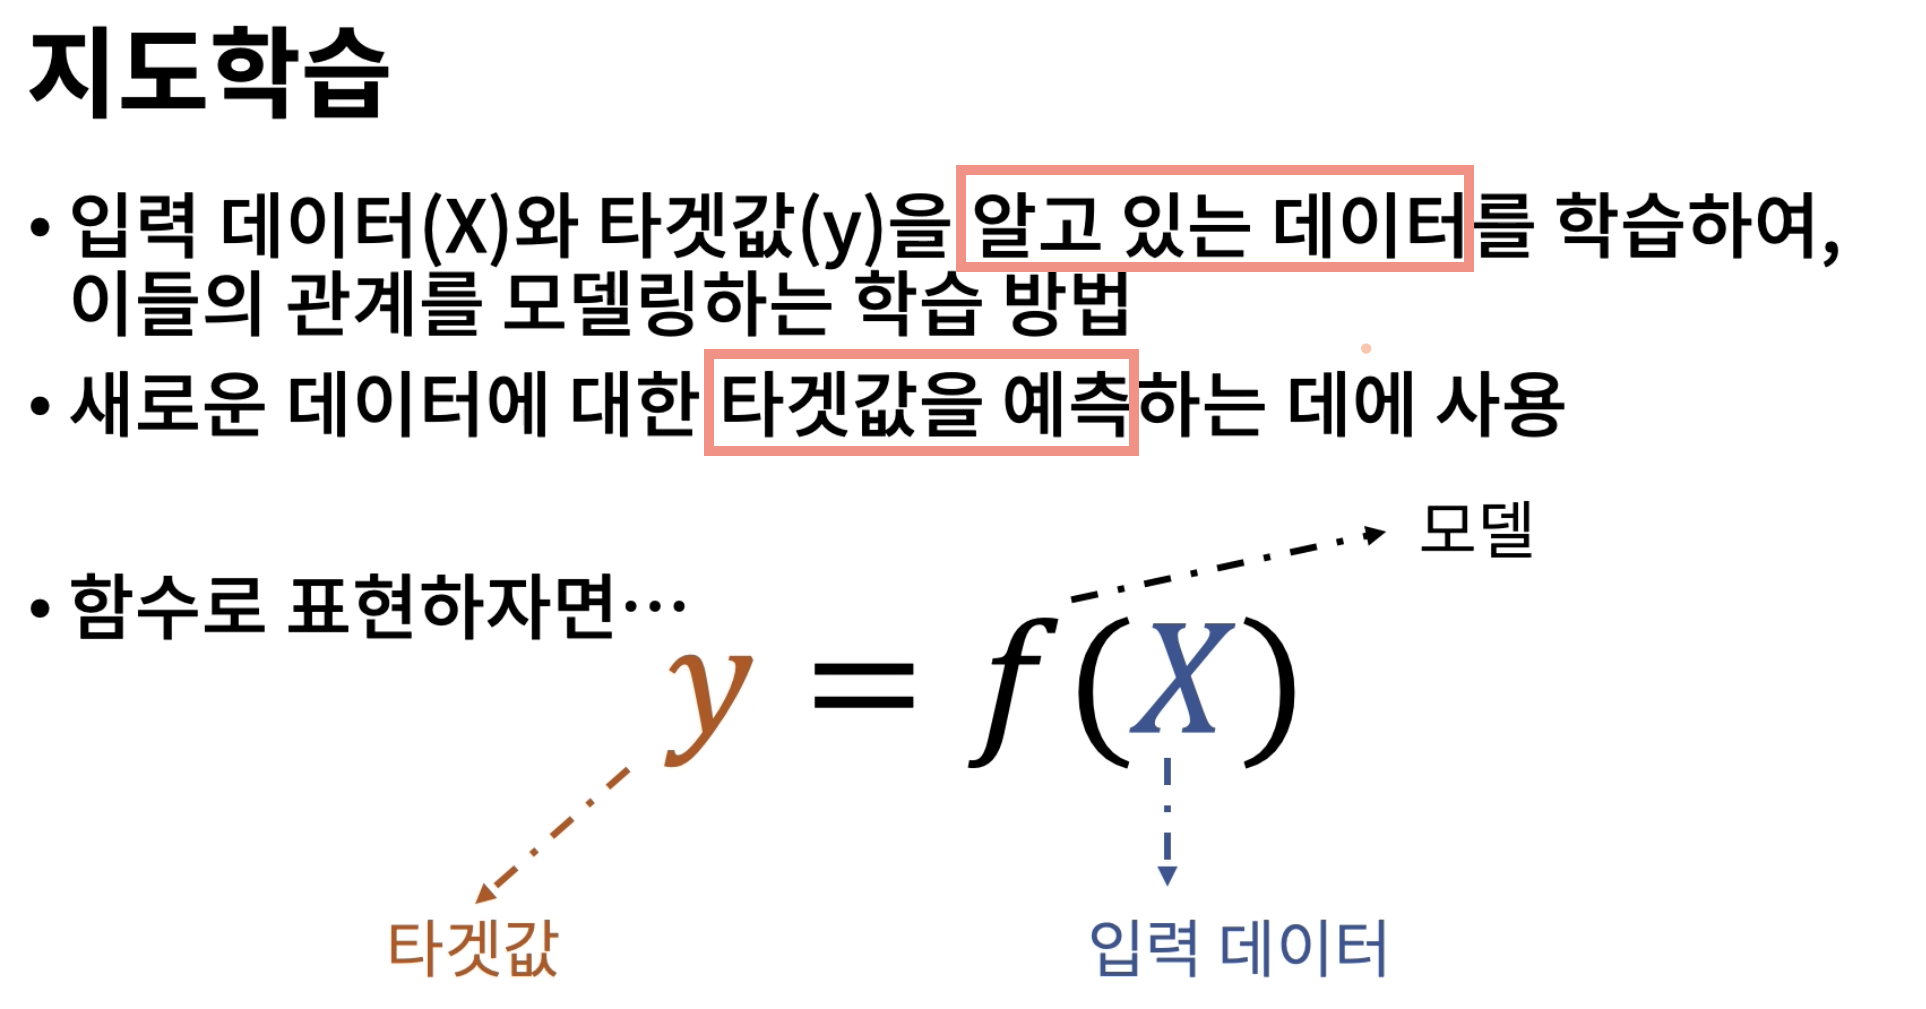 지도학습
• 입력 데이터(X)와 타겟값(y)을 알고 있는 데이터를 학습하여,
이들의 관계를 모델링하는 학습 방법
• 새로운 데이터에 대한 타겟값을 예측하는 데에 사용
모델
• 함수로 표현하자면…
y = f(X)
타겟값
입력 데이터